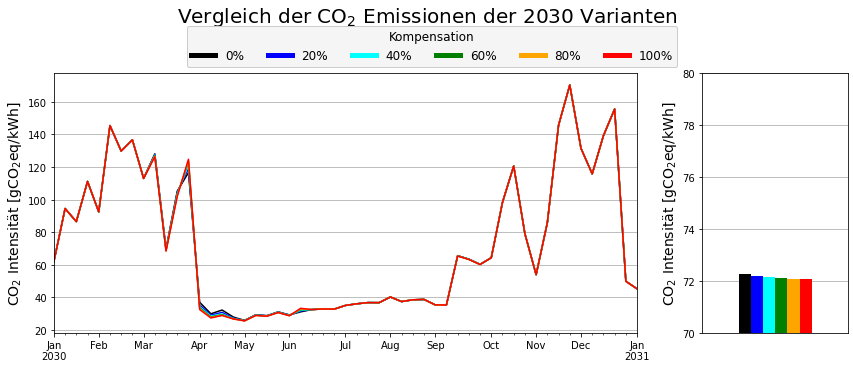 Vergleich der CO₂ Emissionen der 2030 Varianten
Kompensation
0% 20% 40% 60% 80% 100%
CO₂ Intensität [gCO₂eq/kWh]
160
140
120
100
80
60
40
20
Jan Feb Mar Apr May Jun Jul Aug Sep Oct Nov Dec Jan
2030 2031
CO₂ Intensität [gCO₂eq/kWh]
80
78
76
74
72
70